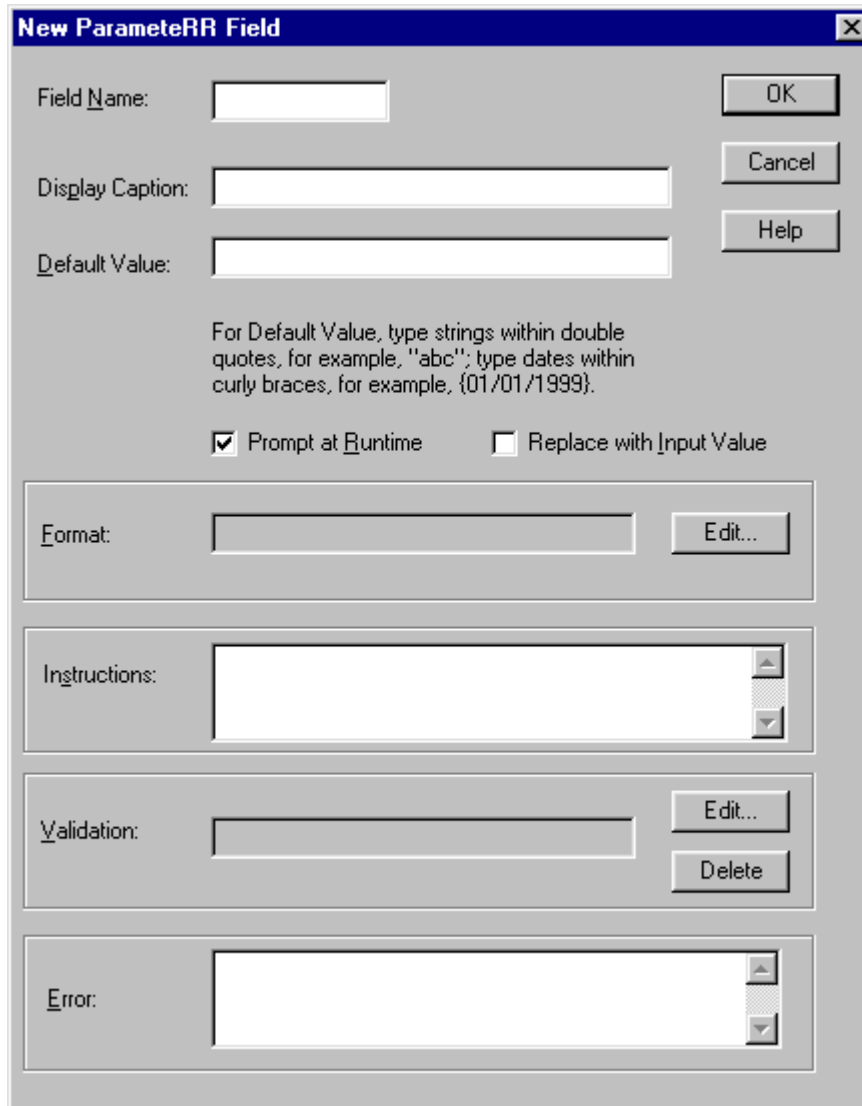 New ParameteRR Field
Field Name:
OK
Display Caption:
Cancel
Default Value:
Help
For Default Value, type strings within double
quotes, for example, "abc"; type dates within
curly braces, for example, {01/01/1999}.
Prompt at Runtime
Replace with Input Value
Format:
Edit...
Instructions:
Validation:
Edit...
Delete
Error: